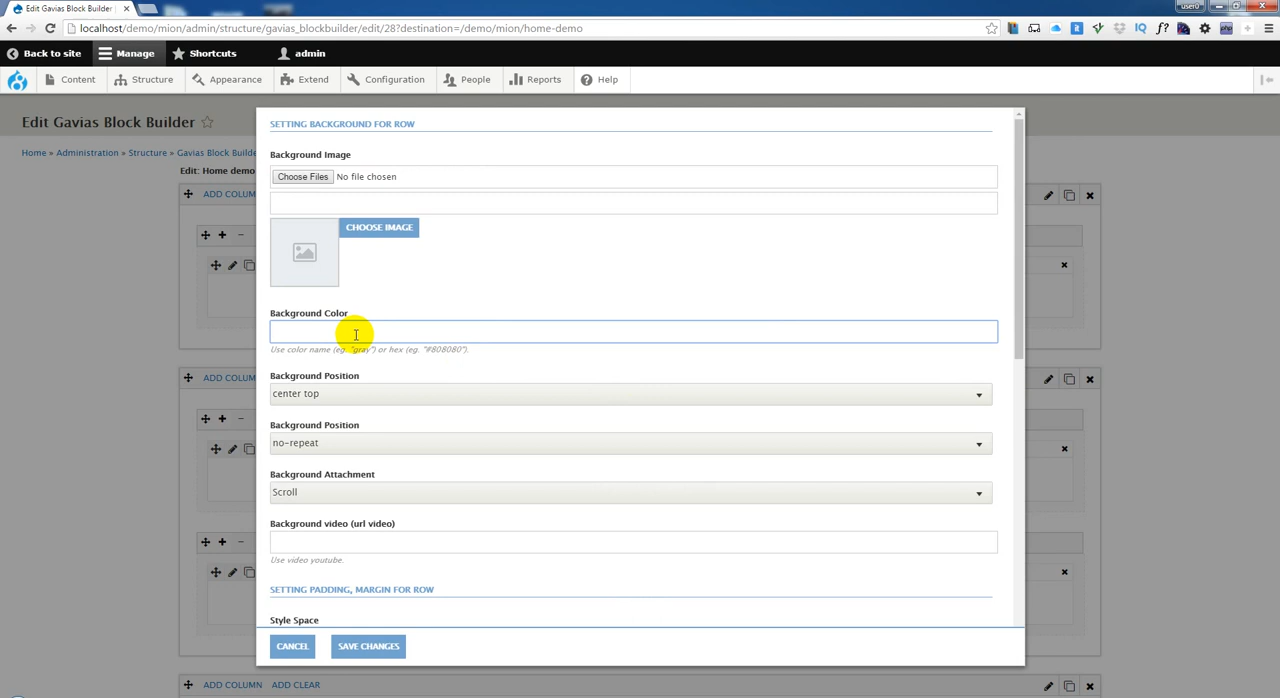 Edit Gavias Block Builder
user0
localhost/demo/mion/admin/structure/gavias_blockbuilder/edit/28?destination=/demo/mion/home-demo
Back to site
Manage
Shortcuts
admin
Content
Structure
Appearance
Extend
Configuration
People
Reports
Help
Edit Gavias Block Builder
Home » Administration » Structure » Gavias Block Builde
Edit: Home demo
ADD COLUM
SETTING BACKGROUND FOR ROW
Background Image
Choose Files No file chosen
CHOOSE IMAGE
Background Color
Use color name (eg. "gray") or hex (eg. "#808080").
Background Position
center top
ADD COLUM
Background Position
no-repeat
Background Attachment
Scroll
Background video (url video)
Use video youtube.
SETTING PADDING, MARGIN FOR ROW
Style Space
CANCEL
SAVE CHANGES
ADD COLUMN
ADD CLEAR